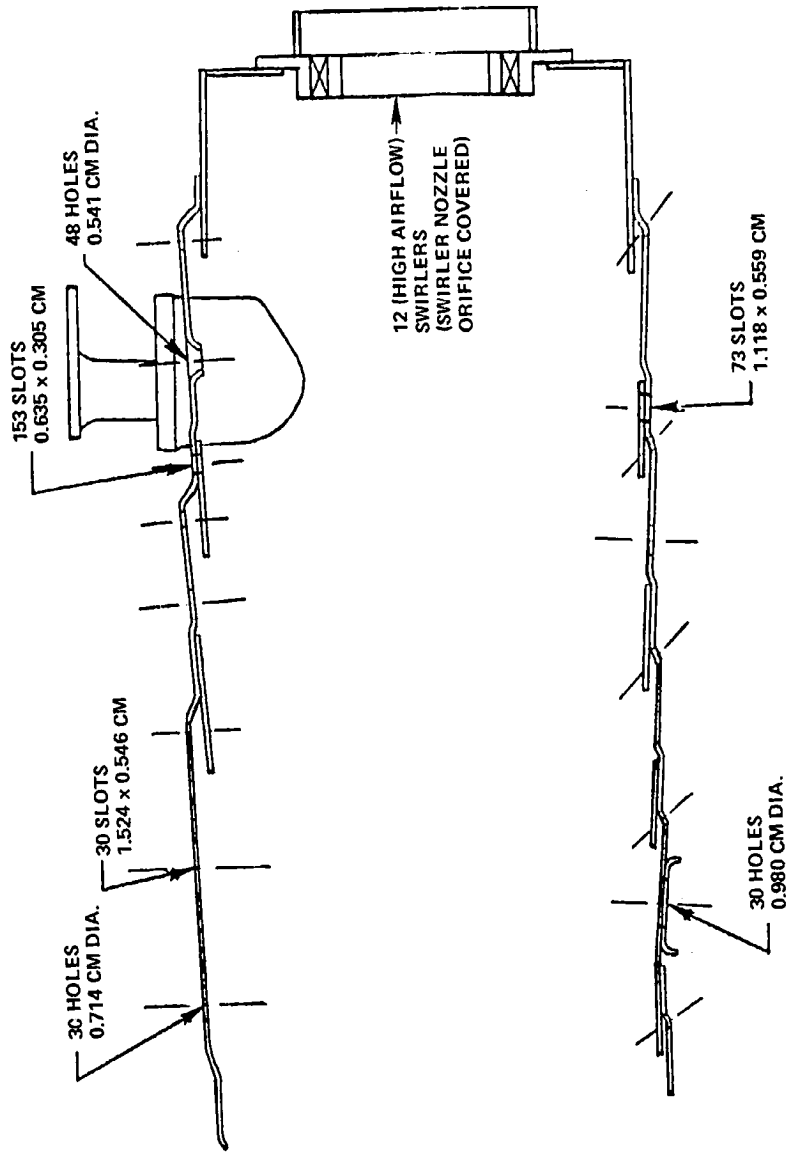 153 SLOTS
0.635 x 0.305 CM
30 HOLES
0.714 CM DIA.
30 SLOTS
1.524 x 0.546 CM
48 HOLES
0.541 CM DIA.
12 (HIGH AIRFLOW)
SWIRLERS
(SWIRLER NOZZLE
ORIFICE COVERED)
30 HOLES
0.980 CM DIA.
73 SLOTS
1.118 x 0.559 CM